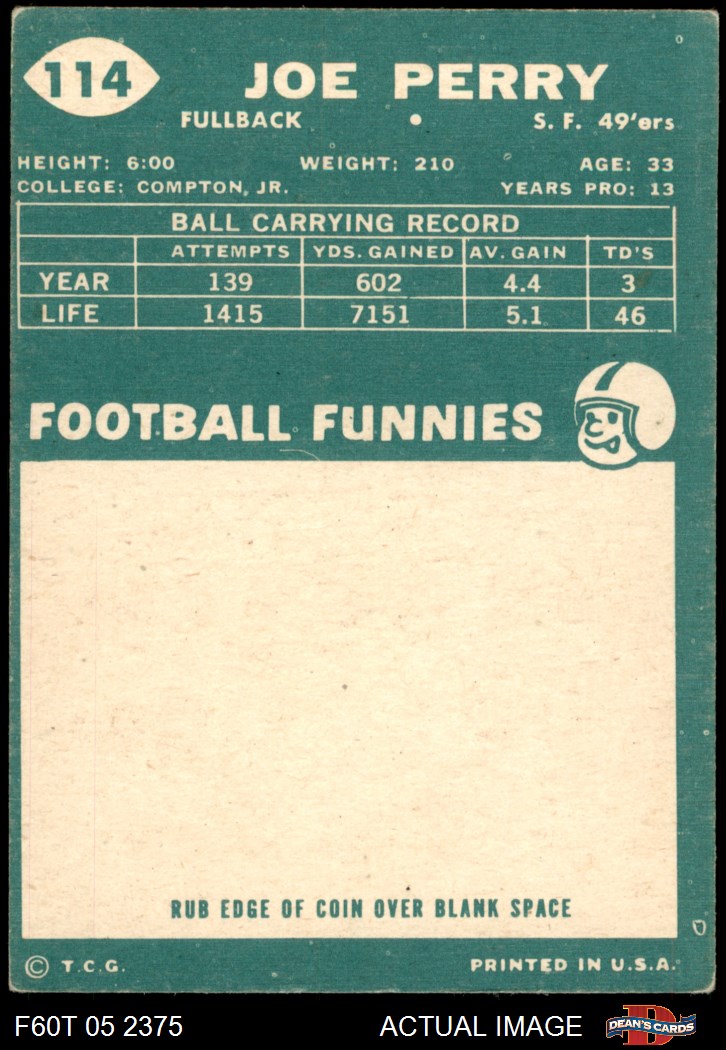 114
JOE PERRY
FULLBACK • S. F. 49'ers
HEIGHT: 6:00 WEIGHT: 210 AGE: 33
COLLEGE: COMPTON, JR. YEARS PRO: 13
BALL CARRYING RECORD
ATTEMPTS YDS. GAINED AV. GAIN TD'S
YEAR 139 602 4.4 3
LIFE 1415 7151 5.1 46
FOOTBALL FUNNIES
RUB EDGE OF COIN OVER BLANK SPACE
© T.C.G. PRINTED IN U.S.A.
F60T 05 2375 ACTUAL IMAGE D DEAN'S CARDS